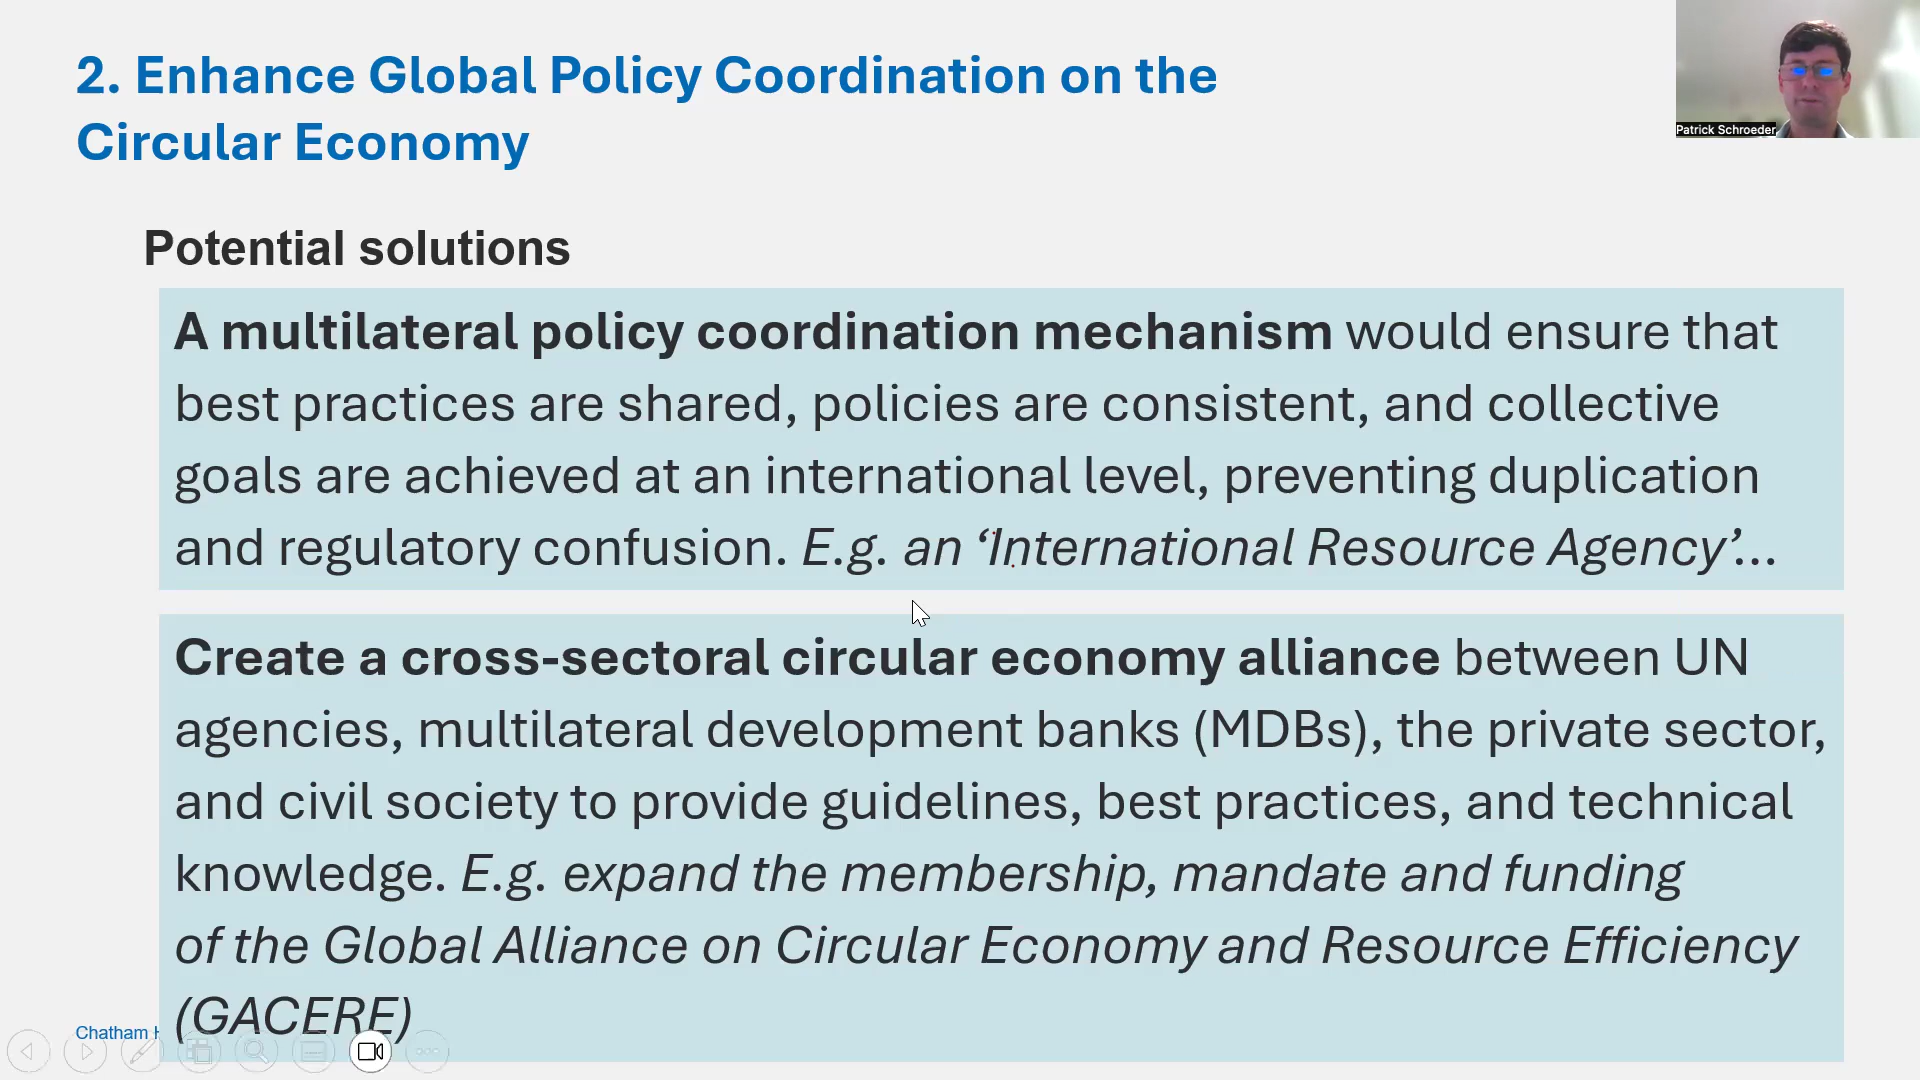 2. Enhance Global Policy Coordination on the
Circular Economy
Patrick Schroeder
Potential solutions
A multilateral policy coordination mechanism would ensure that
best practices are shared, policies are consistent, and collective
goals are achieved at an international level, preventing duplication
and regulatory confusion. E.g. an ‘International Resource Agency’...
Create a cross-sectoral circular economy alliance between UN
agencies, multilateral development banks (MDBs), the private sector,
and civil society to provide guidelines, best practices, and technical
knowledge. E.g. expand the membership, mandate and funding
of the Global Alliance on Circular Economy and Resource Efficiency
(GACERE)
Chatham